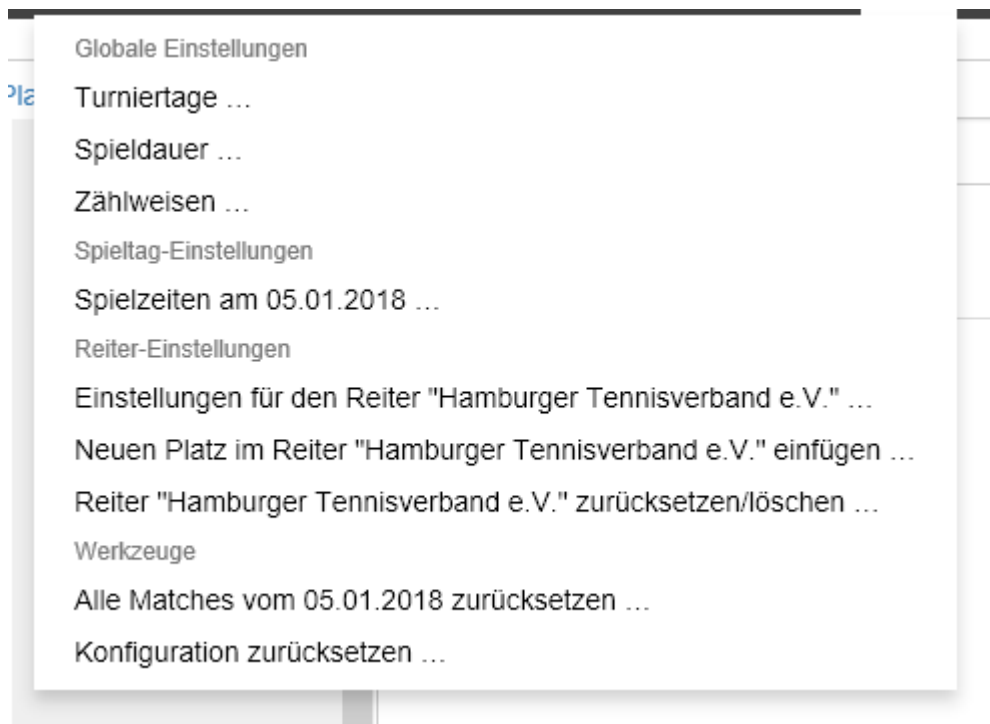 Globale Einstellungen
Pla
Turniertage …
Spieldauer …
Zählweisen …
Spieltag-Einstellungen
Spielzeiten am 05.01.2018 …
Reiter-Einstellungen
Einstellungen für den Reiter "Hamburger Tennisverband e.V." …
Neuen Platz im Reiter "Hamburger Tennisverband e.V." einfügen …
Reiter "Hamburger Tennisverband e.V." zurücksetzen/löschen …
Werkzeuge
Alle Matches vom 05.01.2018 zurücksetzen …
Konfiguration zurücksetzen …